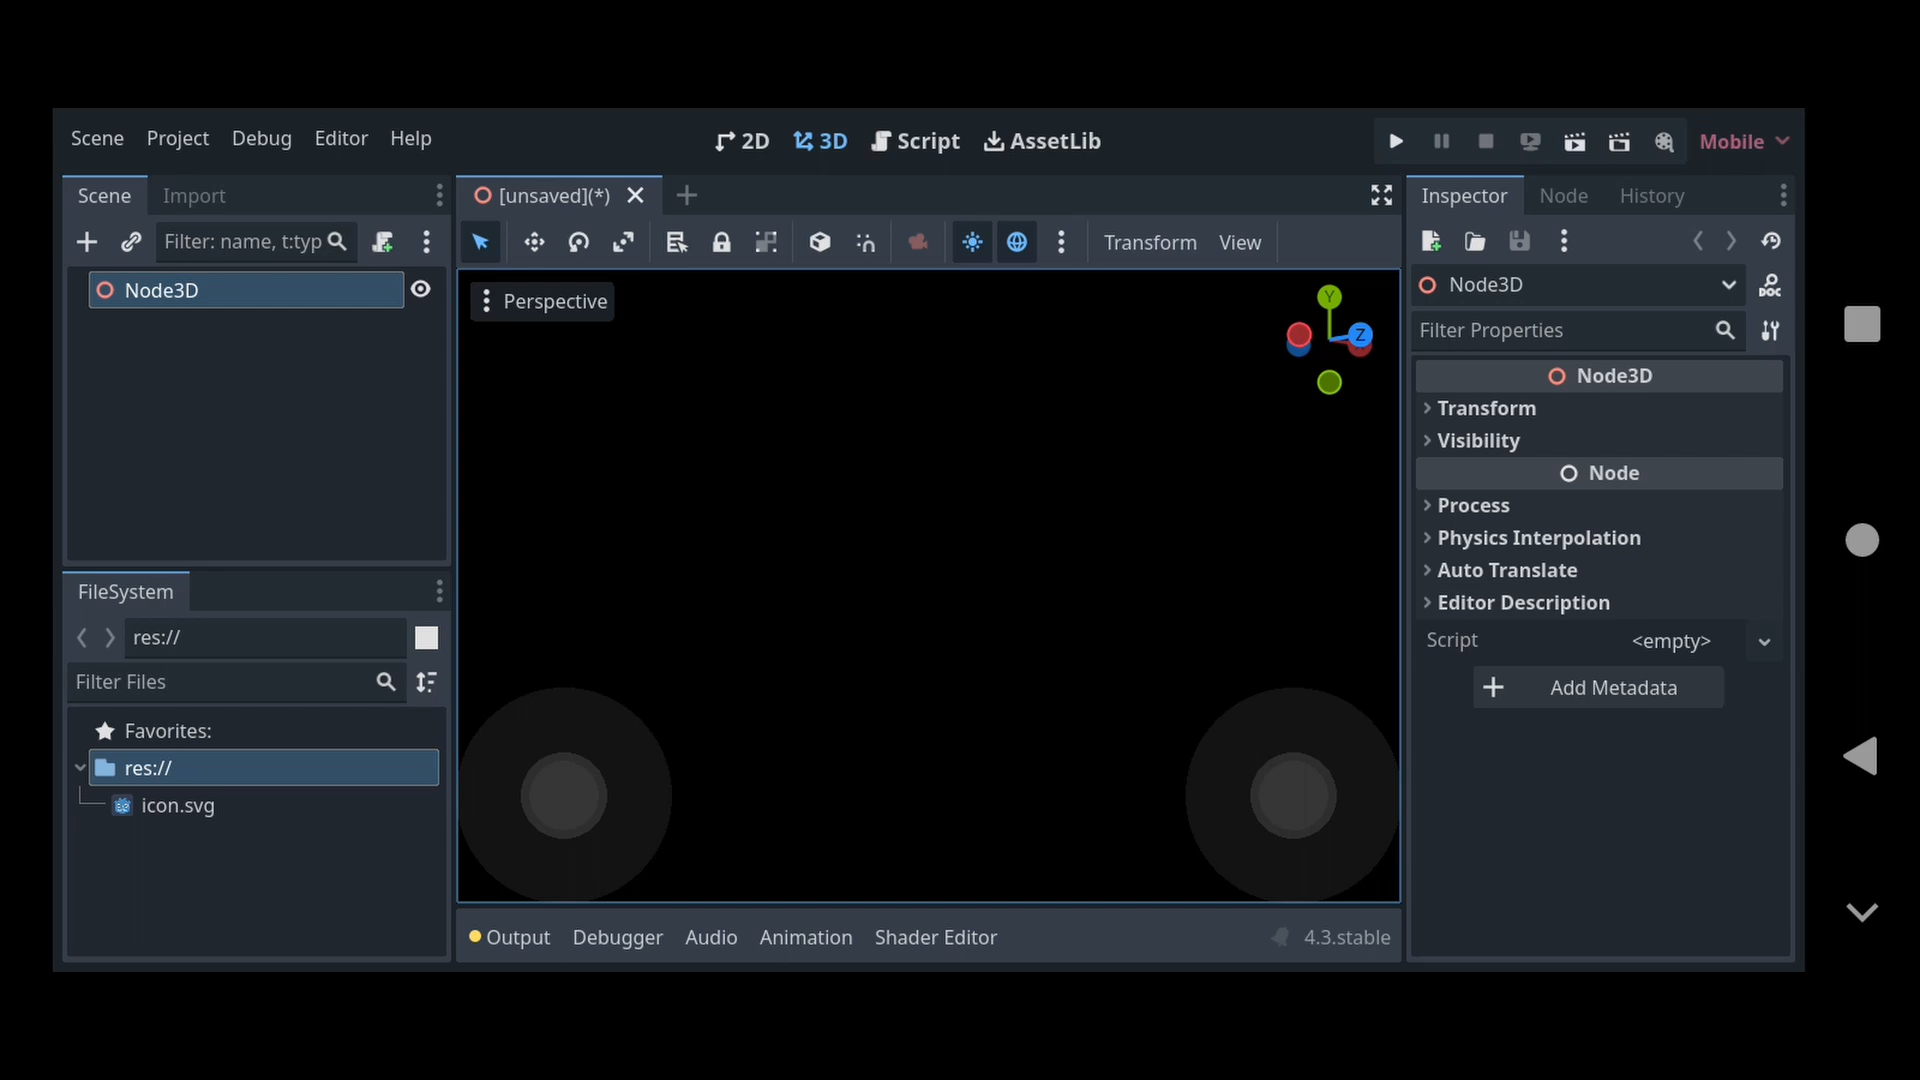 Scene Project Debug Editor Help
2D 3D Script AssetLib
Mobile
Scene Import
Filter: name, t:typ
Node3D
FileSystem
res://
Filter Files
Favorites:
res://
icon.svg
[unsaved](*)
Transform View
Perspective
Y
Z
Output Debugger Audio Animation Shader Editor 4.3.stable
Inspector Node History
Node3D
DOC
Filter Properties
Node3D
Transform
Visibility
Node
Process
Physics Interpolation
Auto Translate
Editor Description
Script <empty>
Add Metadata